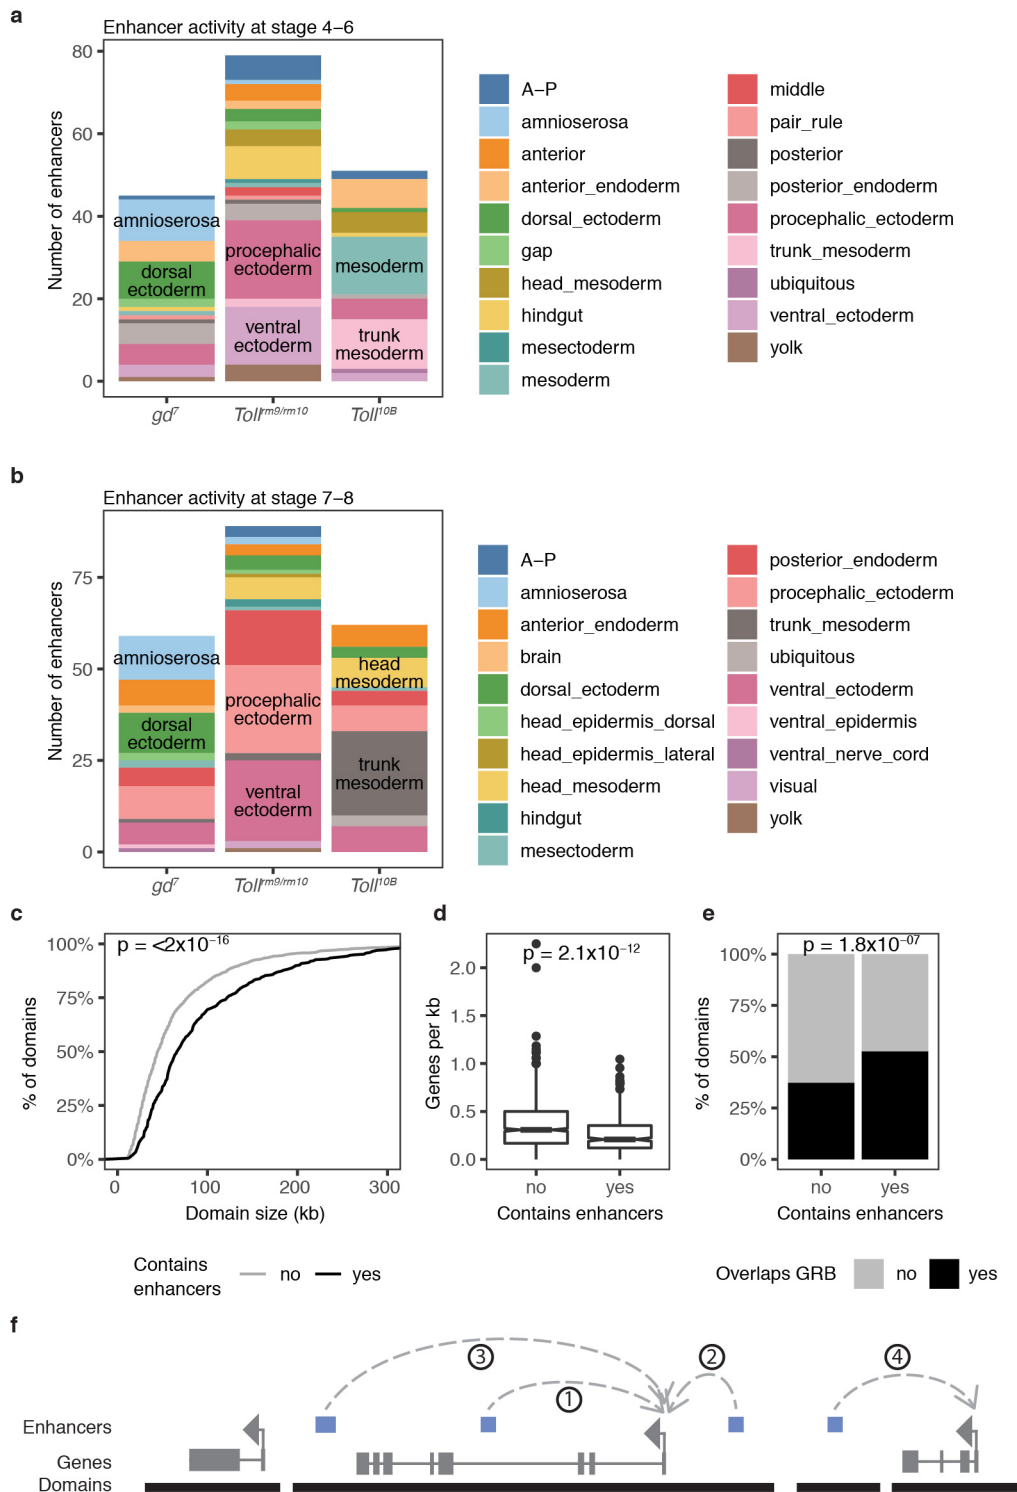 a
Enhancer activity at stage 4–6
Number of enhancers
80
60
40
20
0
amnioserosa
dorsal
ectoderm
procephalic
ectoderm
ventral
ectoderm
mesoderm
trunk
mesoderm
gd⁷
Tollʳᵐ⁹/ʳᵐ¹⁰
Toll¹⁰ᴮ
A–P
amnioserosa
anterior
anterior_endoderm
dorsal_ectoderm
gap
head_mesoderm
hindgut
mesectoderm
mesoderm
middle
pair_rule
posterior
posterior_endoderm
procephalic_ectoderm
trunk_mesoderm
ubiquitous
ventral_ectoderm
yolk
b
Enhancer activity at stage 7–8
Number of enhancers
75
50
25
0
amnioserosa
dorsal
ectoderm
procephalic
ectoderm
ventral
ectoderm
head
mesoderm
trunk
mesoderm
gd⁷
Tollʳᵐ⁹/ʳᵐ¹⁰
Toll¹⁰ᴮ
A–P
amnioserosa
anterior_endoderm
brain
dorsal_ectoderm
head_epidermis_dorsal
head_epidermis_lateral
head_mesoderm
hindgut
mesectoderm
posterior_endoderm
procephalic_ectoderm
trunk_mesoderm
ubiquitous
ventral_ectoderm
ventral_epidermis
ventral_nerve_cord
visual
yolk
c
% of domains
100%
75%
50%
25%
0%
p = <2x10⁻¹⁶
0 100 200 300
Domain size (kb)
Contains
enhancers
no yes
d
Genes per kb
2.0
1.5
1.0
0.5
0.0
p = 2.1x10⁻¹²
no yes
Contains enhancers
e
% of domains
100%
75%
50%
25%
0%
p = 1.8x10⁻⁰⁷
no yes
Contains enhancers
Overlaps GRB no yes
f
3
1
2
4
Enhancers
Genes
Domains